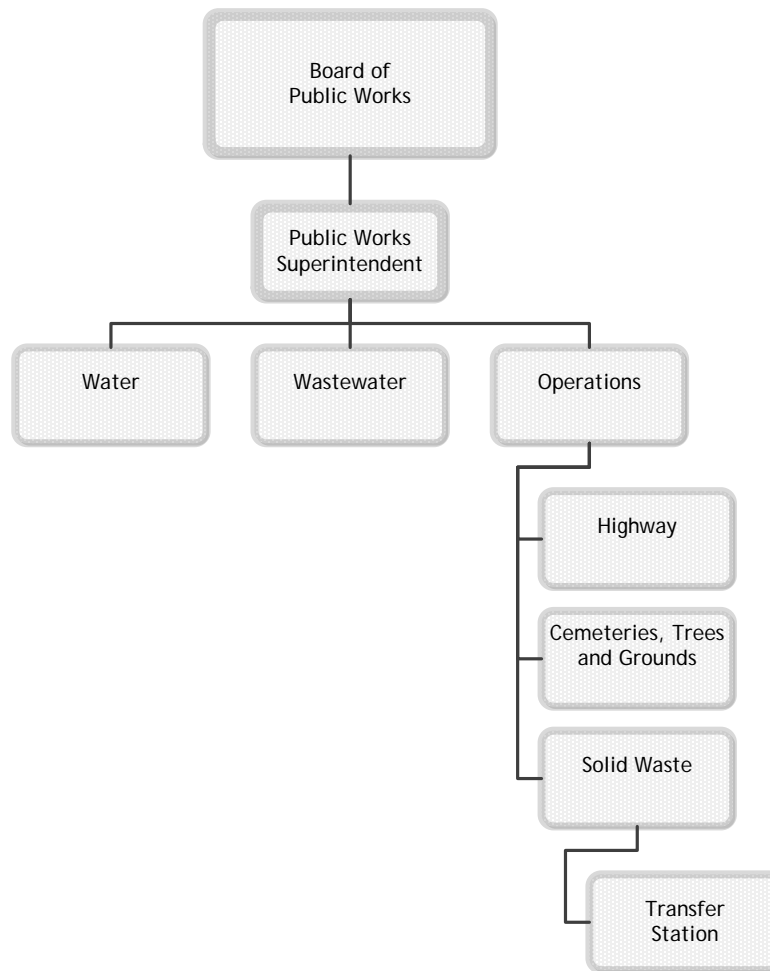 Board of
Public Works
Public Works
Superintendent
Water
Wastewater
Operations
Highway
Cemeteries, Trees
and Grounds
Solid Waste
Transfer
Station